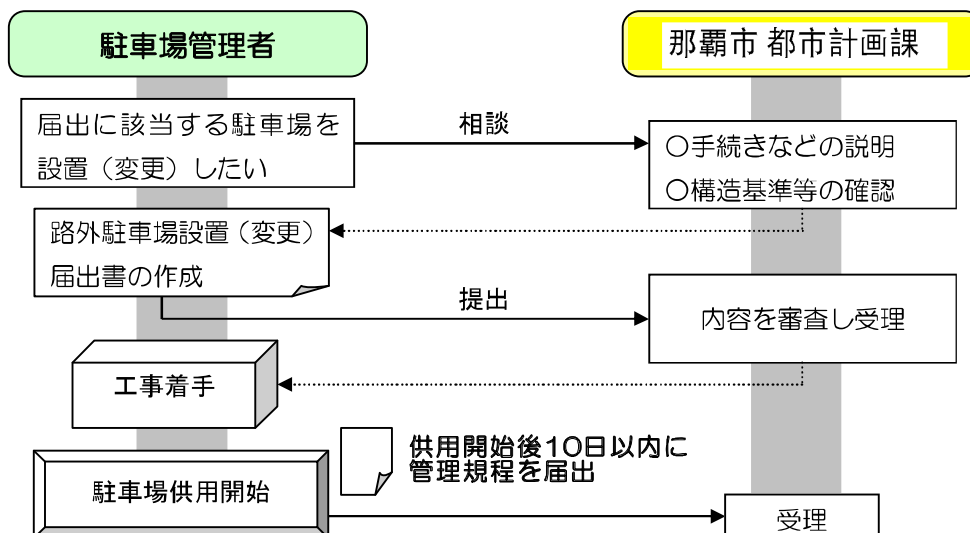 駐車場管理者
那覇市 都市計画課
届出に該当する駐車場を
設置（変更）したい
相談
○手続きなどの説明
○構造基準等の確認
路外駐車場設置（変更）
届出書の作成
提出
内容を審査し受理
工事着手
供用開始後10日以内に
管理規程を届出
駐車場供用開始
受理